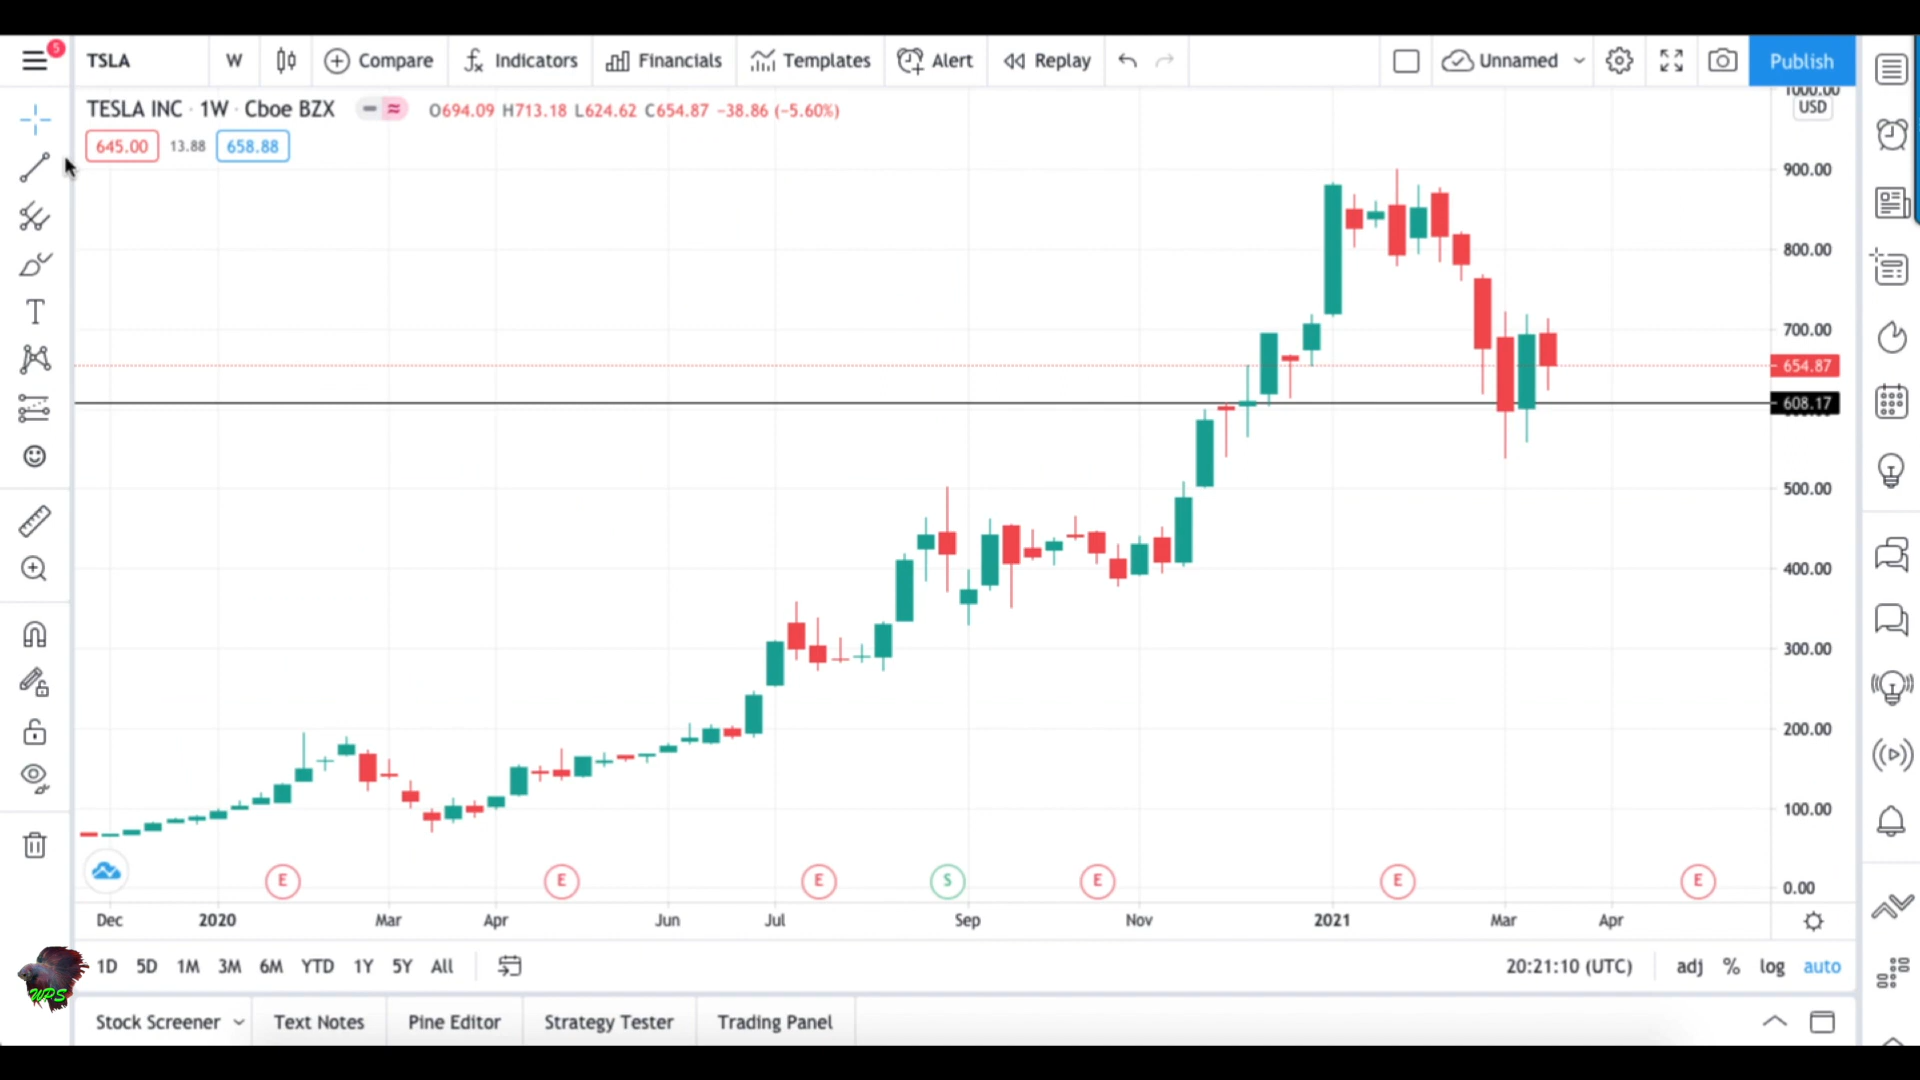 5
TSLA W Compare Indicators Financials Templates Alert Replay Unnamed Publish
TESLA INC · 1W · Cboe BZX O694.09 H713.18 L624.62 C654.87 −38.86 (−5.60%)
645.00 13.88 658.88
1000.00
USD
900.00
800.00
700.00
654.87
608.17
500.00
400.00
300.00
200.00
100.00
0.00
E E E S E E E
Dec 2020 Mar Apr Jun Jul Sep Nov 2021 Mar Apr
1D 5D 1M 3M 6M YTD 1Y 5Y All 20:21:10 (UTC) adj % log auto
WPS
Stock Screener Text Notes Pine Editor Strategy Tester Trading Panel